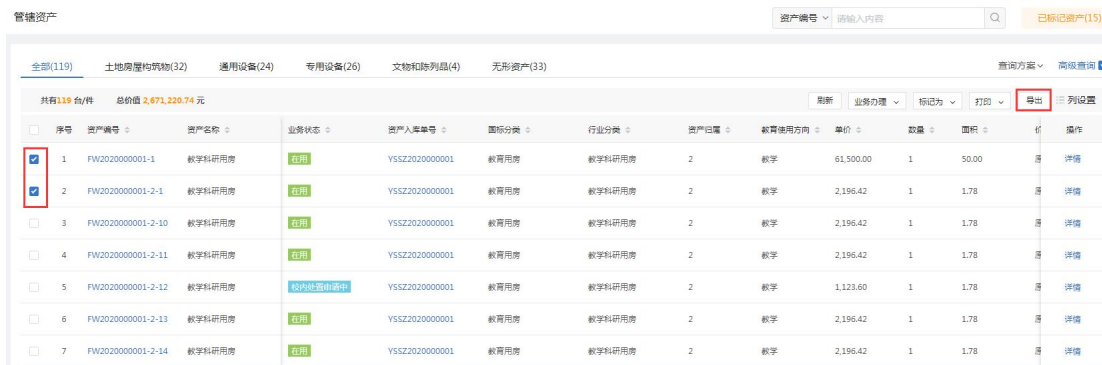 管辖资产
资产编号 请输入内容 已标记资产(15)
全部(119) 土地房屋构筑物(32) 通用设备(24) 专用设备(26) 文物和陈列品(4) 无形资产(33) 查询方案 高级查询
共有119 台/件 总价值 2,671,220.74 元 刷新 业务办理 标记为 打印 导出 列设置
序号 资产编号 资产名称 业务状态 资产入库单号 国标分类 行业分类 资产归属 教育使用方向 单价 数量 面积 价 操作
1 FW2020000001-1 教学科研用房 在用 YSSZ2020000001 教育用房 教学科研用房 2 教学 61,500.00 1 50.00 原 详情
2 FW2020000001-2-1 教学科研用房 在用 YSSZ2020000001 教育用房 教学科研用房 2 教学 2,196.42 1 1.78 原 详情
3 FW2020000001-2-10 教学科研用房 在用 YSSZ2020000001 教育用房 教学科研用房 2 教学 2,196.42 1 1.78 原 详情
4 FW2020000001-2-11 教学科研用房 在用 YSSZ2020000001 教育用房 教学科研用房 2 教学 2,196.42 1 1.78 原 详情
5 FW2020000001-2-12 教学科研用房 校内处置申请中 YSSZ2020000001 教育用房 教学科研用房 2 教学 1,123.60 1 1.78 原 详情
6 FW2020000001-2-13 教学科研用房 在用 YSSZ2020000001 教育用房 教学科研用房 2 教学 2,196.42 1 1.78 原 详情
7 FW2020000001-2-14 教学科研用房 在用 YSSZ2020000001 教育用房 教学科研用房 2 教学 2,196.42 1 1.78 原 详情